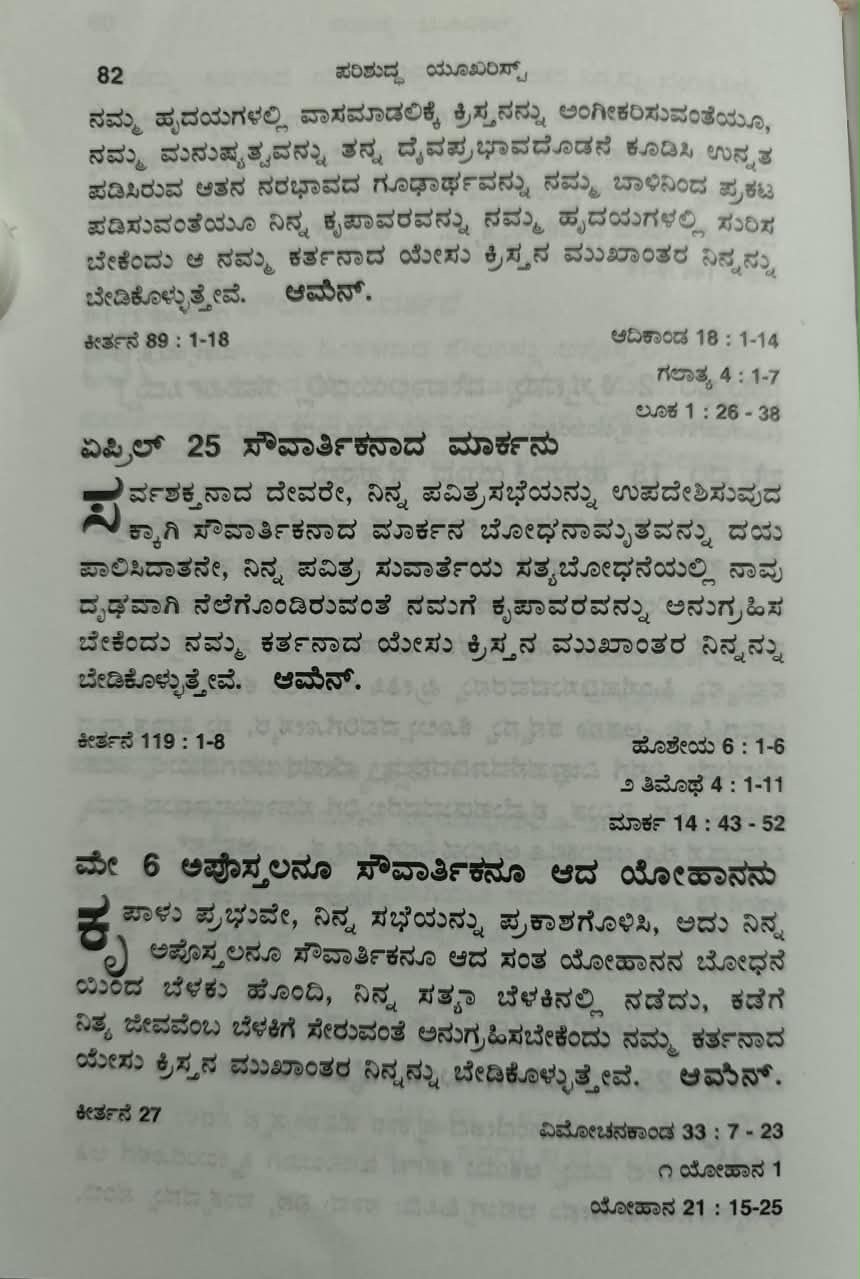 82 ಪರಿಶುದ್ಧ ಯೂಖರಿಸ್ಟ್
ನಮ್ಮ ಹೃದಯಗಳಲ್ಲಿ ವಾಸಮಾಡಲಿಕ್ಕೆ ಕ್ರಿಸ್ತನನ್ನು ಅಂಗೀಕರಿಸುವಂತೆಯೂ,
ನಮ್ಮ ಮನುಷ್ಯತ್ವವನ್ನು ತನ್ನ ದೈವಪ್ರಭಾವದೊಡನೆ ಕೂಡಿಸಿ ಉನ್ನತ
ಪಡಿಸಿರುವ ಆತನ ನರಭಾವದ ಗೂಢಾರ್ಥವನ್ನು ನಮ್ಮ ಬಾಳಿನಿಂದ ಪ್ರಕಟ
ಪಡಿಸುವಂತೆಯೂ ನಿನ್ನ ಕೃಪಾವರವನ್ನು ನಮ್ಮ ಹೃದಯಗಳಲ್ಲಿ ಸುರಿಸ
ಬೇಕೆಂದು ಆ ನಮ್ಮ ಕರ್ತನಾದ ಯೇಸು ಕ್ರಿಸ್ತನ ಮುಖಾಂತರ ನಿನ್ನನ್ನು
ಬೇಡಿಕೊಳ್ಳುತ್ತೇವೆ. ಆಮೆನ್.
ಕೀರ್ತನೆ 89 : 1-18 ಆದಿಕಾಂಡ 18 : 1-14
ಗಲಾತ್ಯ 4 : 1-7
ಲೂಕ 1 : 26 - 38
ಏಪ್ರಿಲ್ 25 ಸೌವಾರ್ತಿಕನಾದ ಮಾರ್ಕನು
ಸರ್ವಶಕ್ತನಾದ ದೇವರೇ, ನಿನ್ನ ಪವಿತ್ರಸಭೆಯನ್ನು ಉಪದೇಶಿಸುವುದ
ಕ್ಕಾಗಿ ಸೌವಾರ್ತಿಕನಾದ ಮಾರ್ಕನ ಬೋಧನಾಮೃತವನ್ನು ದಯ
ಪಾಲಿಸಿದಾತನೇ, ನಿನ್ನ ಪವಿತ್ರ ಸುವಾರ್ತೆಯ ಸತ್ಯಬೋಧನೆಯಲ್ಲಿ ನಾವು
ದೃಢವಾಗಿ ನೆಲೆಗೊಂಡಿರುವಂತೆ ನಮಗೆ ಕೃಪಾವರವನ್ನು ಅನುಗ್ರಹಿಸ
ಬೇಕೆಂದು ನಮ್ಮ ಕರ್ತನಾದ ಯೇಸು ಕ್ರಿಸ್ತನ ಮುಖಾಂತರ ನಿನ್ನನ್ನು
ಬೇಡಿಕೊಳ್ಳುತ್ತೇವೆ. ಆಮೆನ್.
ಕೀರ್ತನೆ 119 : 1-8 ಹೊಶೇಯ 6 : 1-6
೨ ತಿಮೊಥೆ 4 : 1-11
ಮಾರ್ಕ 14 : 43 - 52
ಮೇ 6 ಅಪೊಸ್ತಲನೂ ಸೌವಾರ್ತಿಕನೂ ಆದ ಯೋಹಾನನು
ಕೃಪಾಳು ಪ್ರಭುವೇ, ನಿನ್ನ ಸಭೆಯನ್ನು ಪ್ರಕಾಶಗೊಳಿಸಿ, ಅದು ನಿನ್ನ
ಅಪೊಸ್ತಲನೂ ಸೌವಾರ್ತಿಕನೂ ಆದ ಸಂತ ಯೋಹಾನನ ಬೋಧನೆ
ಯಿಂದ ಬೆಳಕು ಹೊಂದಿ, ನಿನ್ನ ಸತ್ಯಾ ಬೆಳಕಿನಲ್ಲಿ ನಡೆದು, ಕಡೆಗೆ
ನಿತ್ಯ ಜೀವವೆಂಬ ಬೆಳಕಿಗೆ ಸೇರುವಂತೆ ಅನುಗ್ರಹಿಸಬೇಕೆಂದು ನಮ್ಮ ಕರ್ತನಾದ
ಯೇಸು ಕ್ರಿಸ್ತನ ಮುಖಾಂತರ ನಿನ್ನನ್ನು ಬೇಡಿಕೊಳ್ಳುತ್ತೇವೆ. ಆಮೆನ್.
ಕೀರ್ತನೆ 27 ವಿಮೋಚನಕಾಂಡ 33 : 7 - 23
೧ ಯೋಹಾನ 1
ಯೋಹಾನ 21 : 15-25